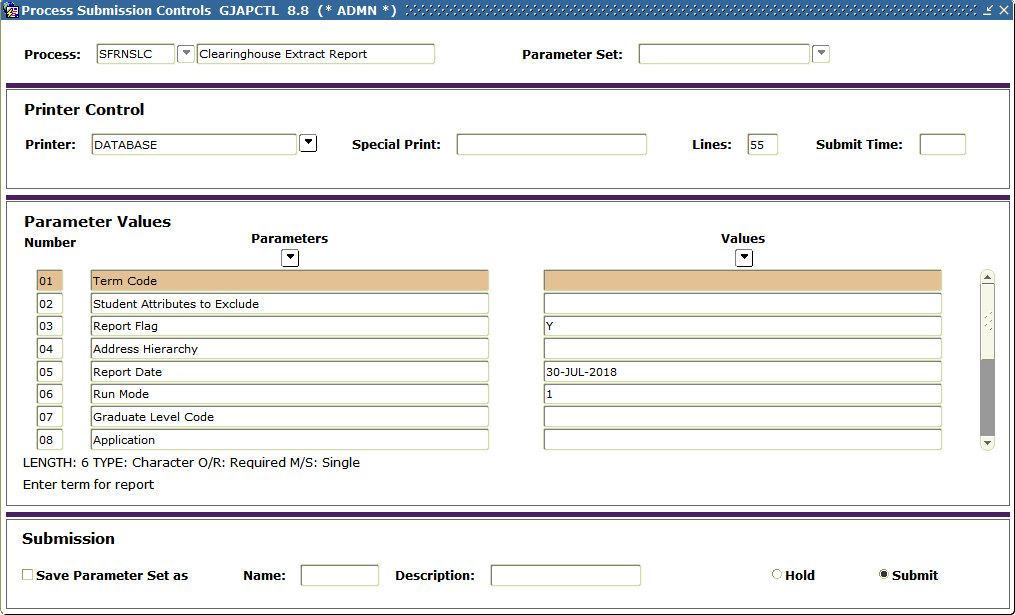 Process Submission Controls GJAPCTL 8.8 (* ADMN *)
Process: SFRNSLC Clearinghouse Extract Report Parameter Set:
Printer Control
Printer: DATABASE Special Print: Lines: 55 Submit Time:
Parameter Values
Number Parameters Values
01 Term Code
02 Student Attributes to Exclude
03 Report Flag Y
04 Address Hierarchy
05 Report Date 30-JUL-2018
06 Run Mode 1
07 Graduate Level Code
08 Application
LENGTH: 6 TYPE: Character O/R: Required M/S: Single
Enter term for report
Submission
Save Parameter Set as Name: Description: Hold Submit